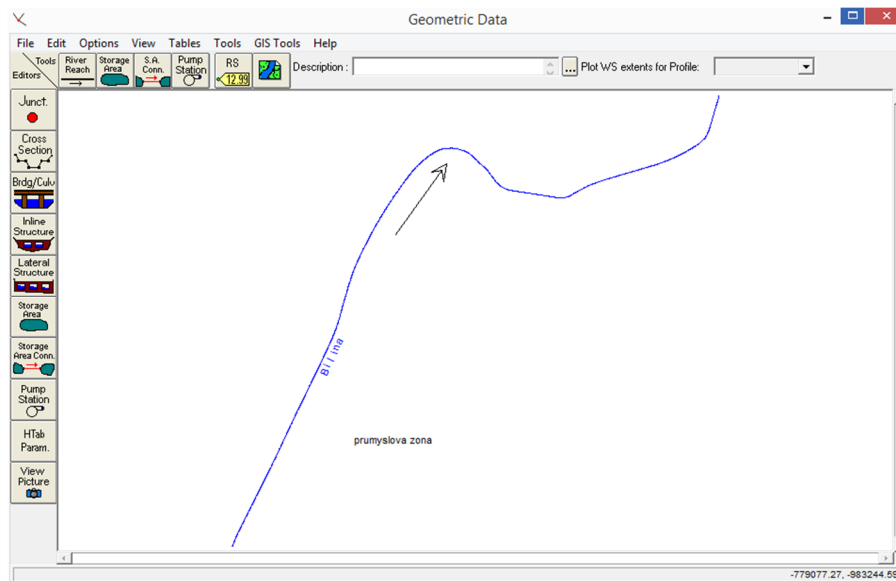 Geometric Data
File Edit Options View Tables Tools GIS Tools Help
Tools
Editors
River
Reach
Storage
Area
S.A.
Conn.
Pump
Station
RS
12.99
Description :
...
Plot WS extents for Profile:
Junct.
Cross
Section
Brdg/Culv
Inline
Structure
Lateral
Structure
Storage
Area
Storage
Area Conn.
Pump
Station
HTab
Param.
View
Picture
Bilina
prumyslova zona
-779077.27, -983244.59